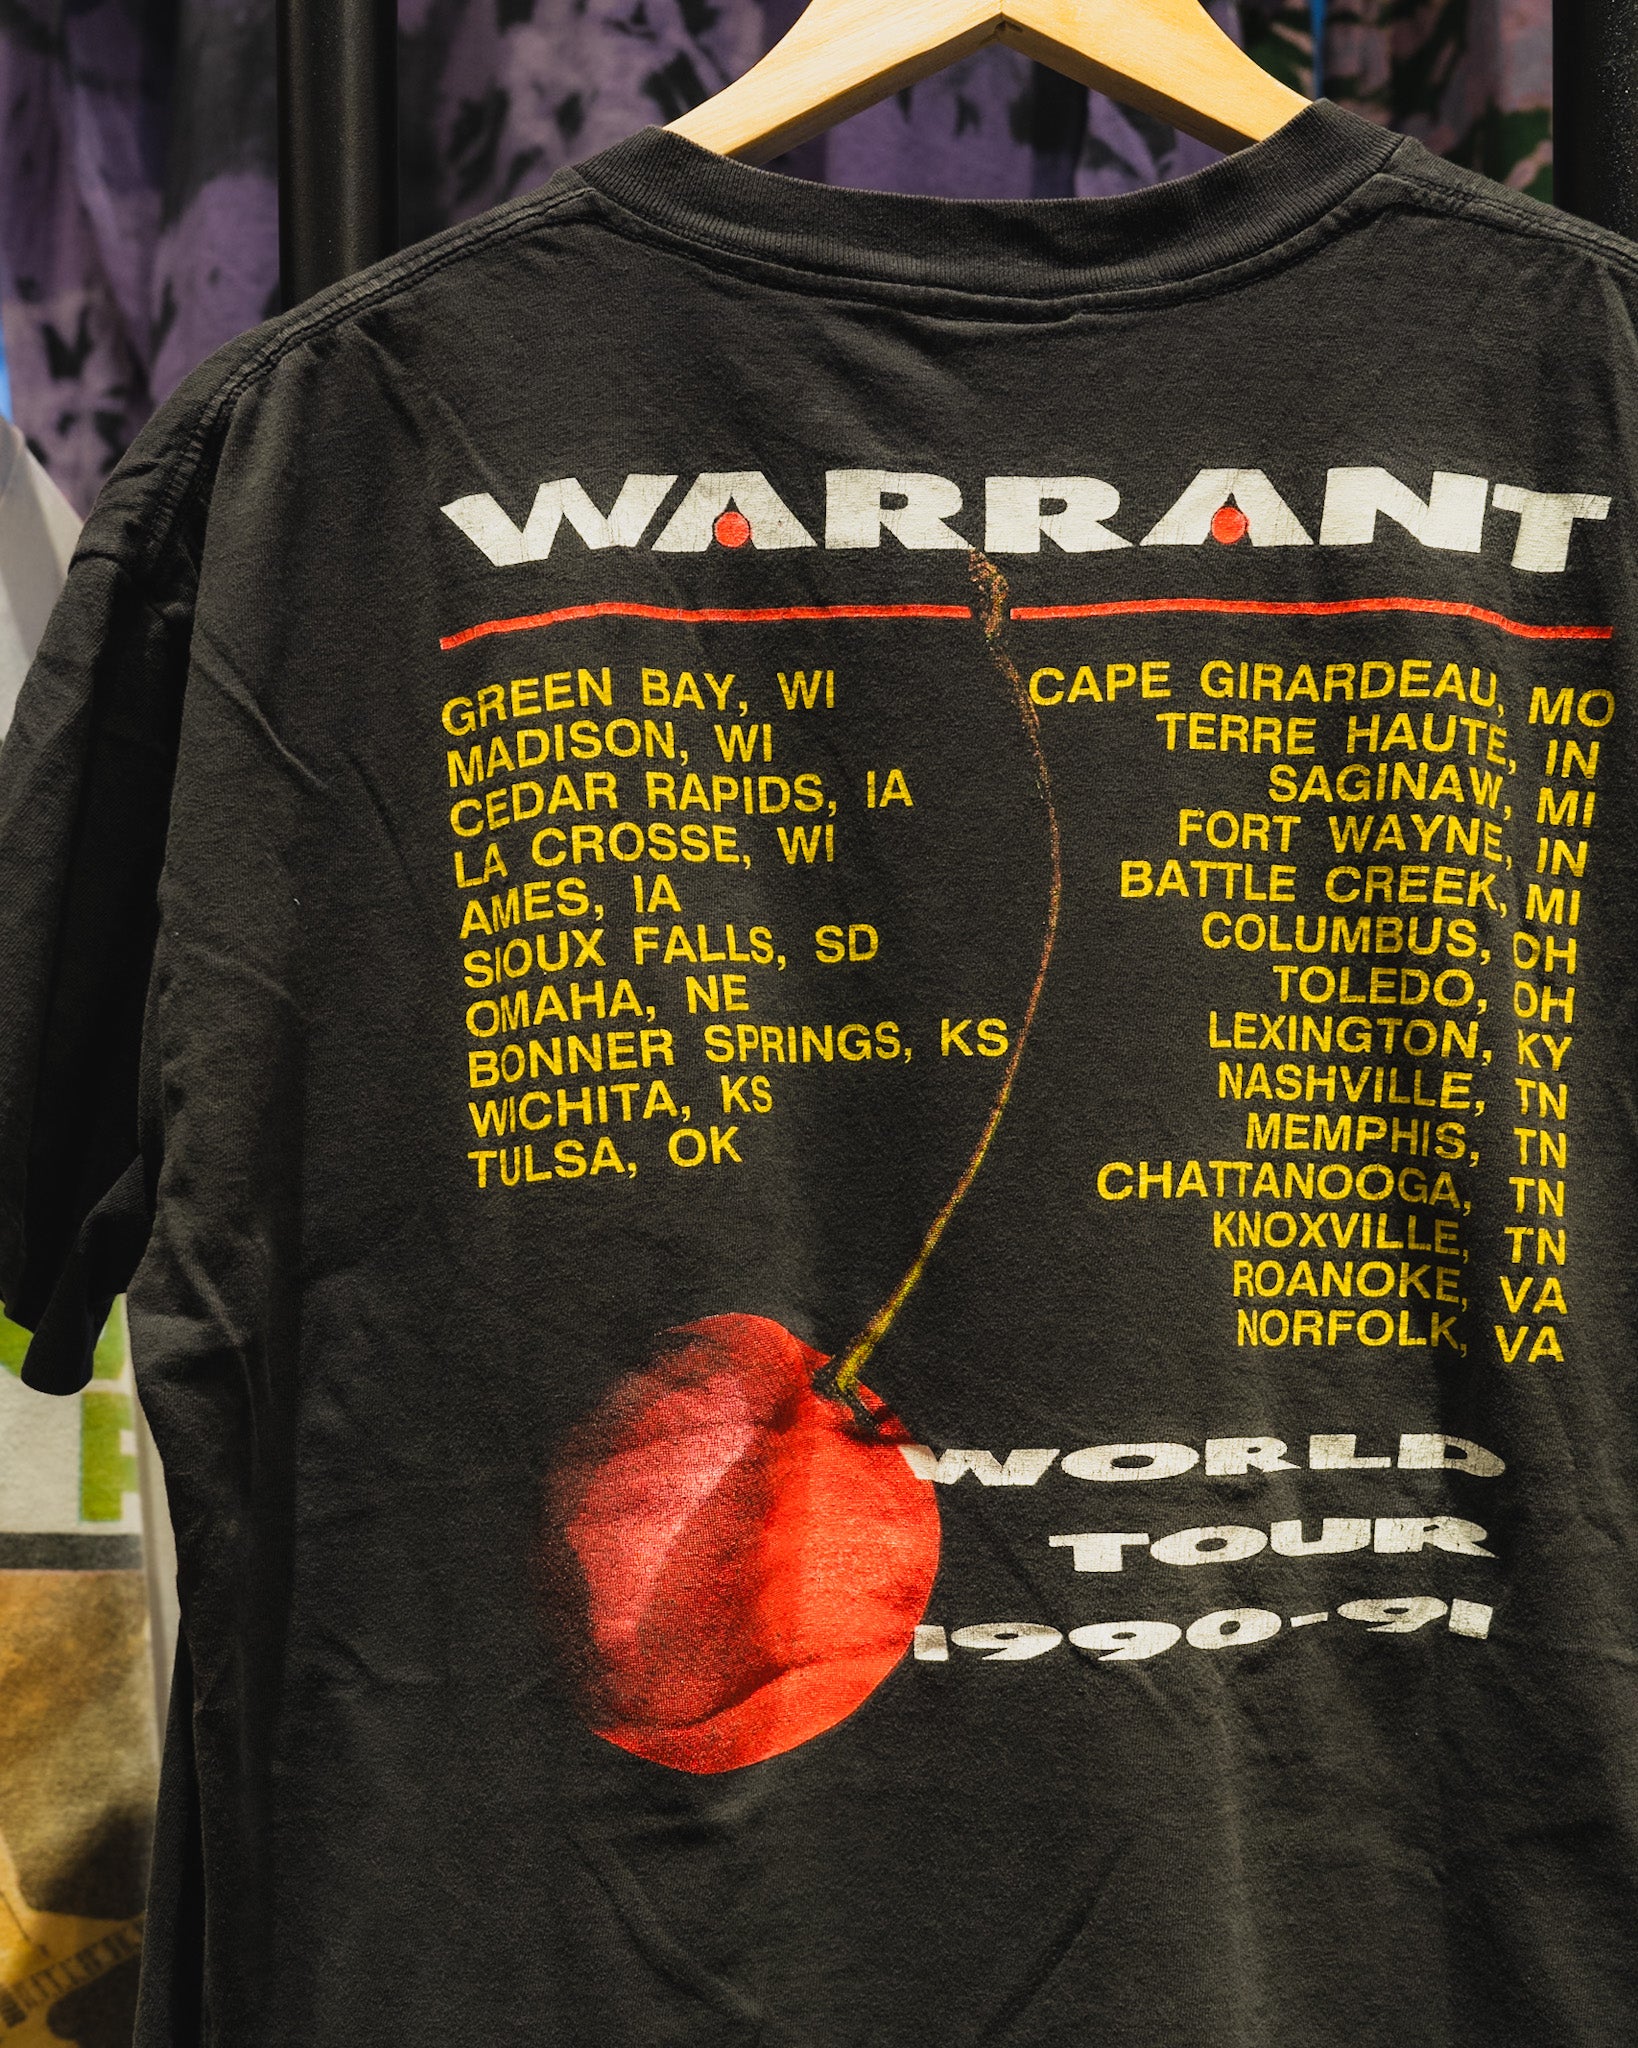 WARRANT
GREEN BAY, WI
MADISON, WI
CEDAR RAPIDS, IA
LA CROSSE, WI
AMES, IA
SIOUX FALLS, SD
OMAHA, NE
BONNER SPRINGS, KS
WICHITA, KS
TULSA, OK
CAPE GIRARDEAU, MO
TERRE HAUTE, IN
SAGINAW, MI
FORT WAYNE, IN
BATTLE CREEK, MI
COLUMBUS, OH
TOLEDO, OH
LEXINGTON, KY
NASHVILLE, TN
MEMPHIS, TN
CHATTANOOGA, TN
KNOXVILLE, TN
ROANOKE, VA
NORFOLK, VA
WORLD
TOUR
1990-91